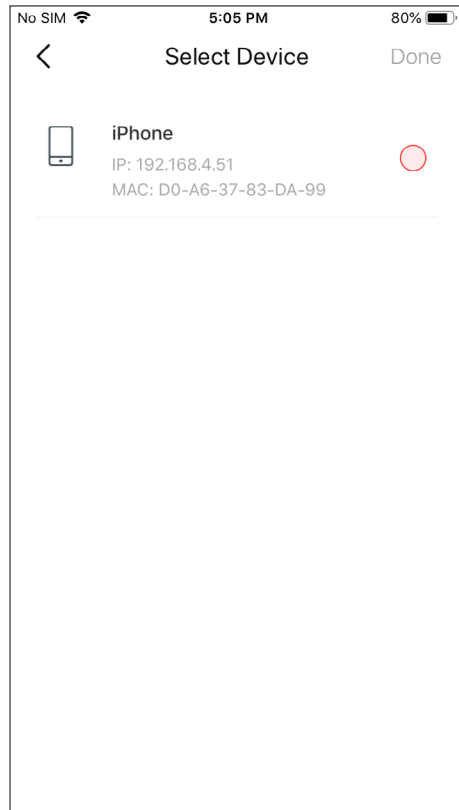 No SIM 5:05 PM 80%
Select Device Done
iPhone
IP: 192.168.4.51
MAC: D0-A6-37-83-DA-99